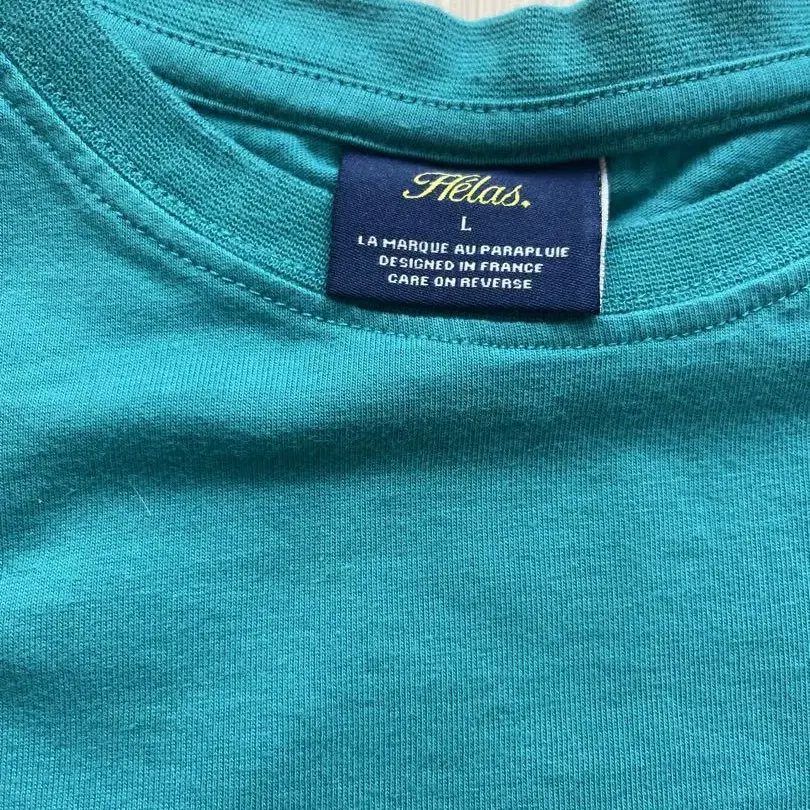 Hélas.
L
LA MARQUE AU PARAPLUIE
DESIGNED IN FRANCE
CARE ON REVERSE